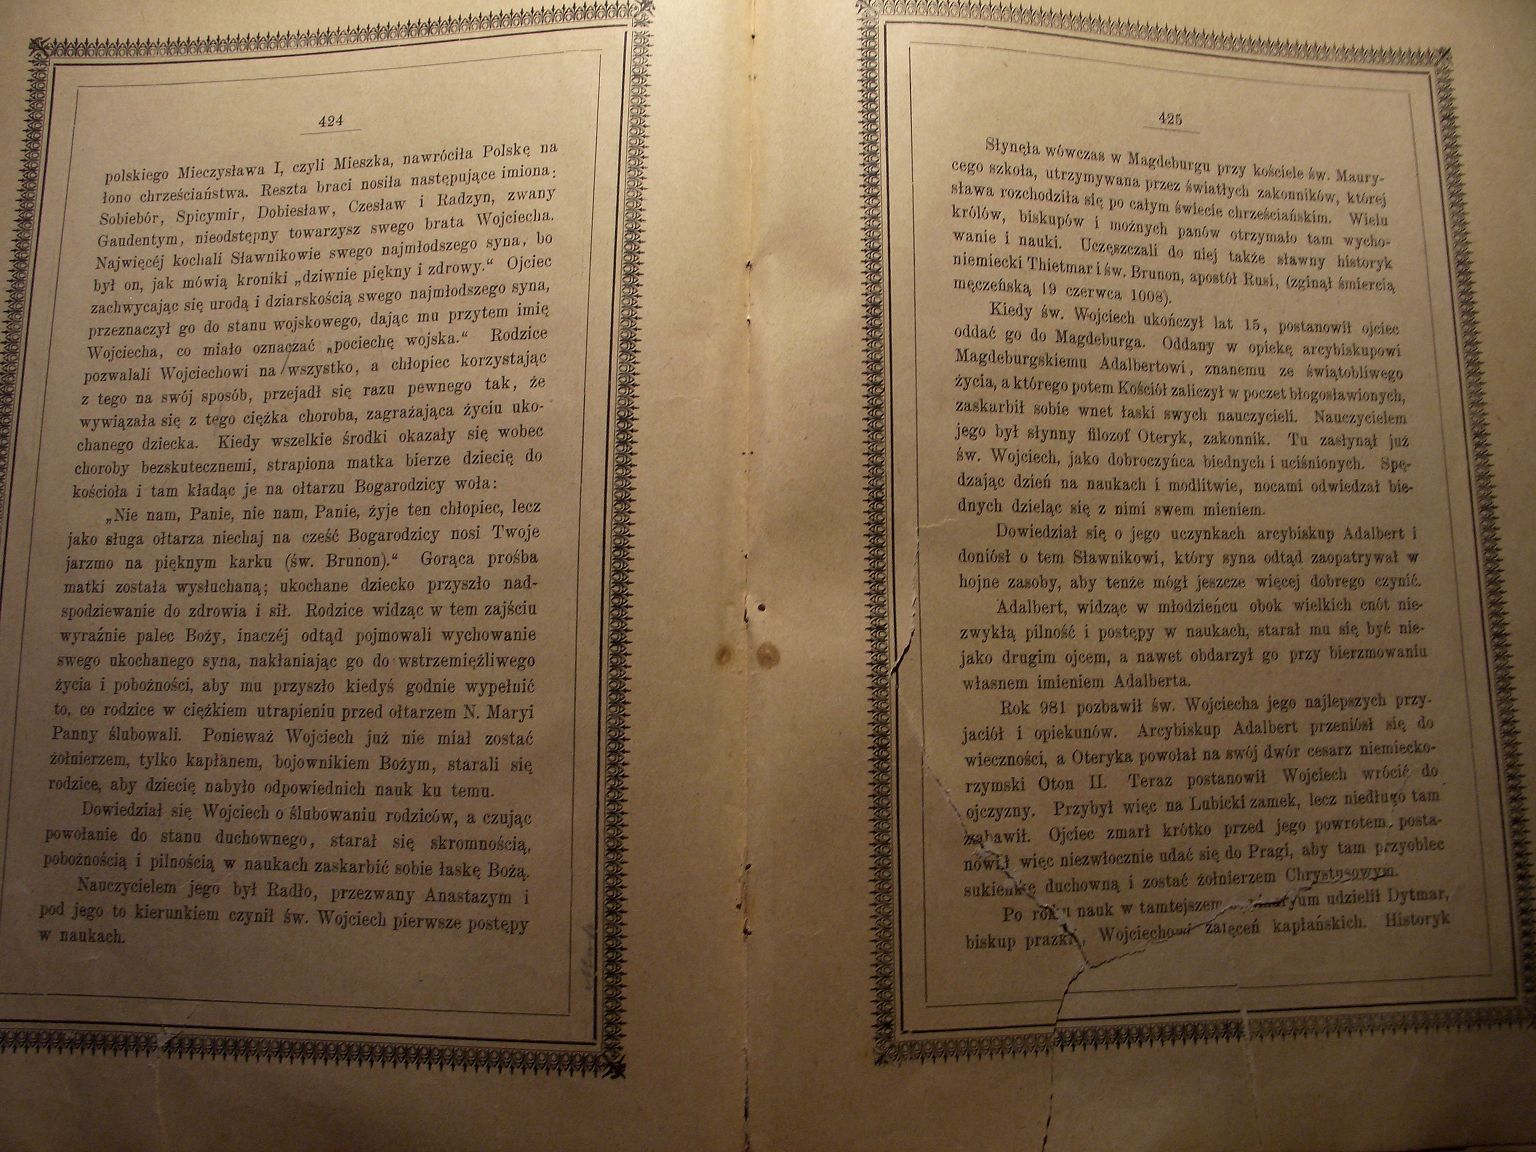 424
polskiego Mieczysława I, czyli Mieszka, nawróciła Polskę na
łono chrześciaństwa. Reszta braci nosiła następujące imiona:
Sobiebór, Spicymir, Dobiesław, Czesław i Radzyn, zwany
Gaudentym, nieodstępny towarzysz swego brata Wojciecha.
Najwięcéj kochali Sławnikowie swego najmłodszego syna, bo
był on, jak mówią kroniki „dziwnie piękny i zdrowy.“ Ojciec
zachwycając się urodą i dziarskością swego najmłodszego syna,
przeznaczył go do stanu wojskowego, dając mu przytem imię
Wojciecha, co miało oznaczać „pociechę wojska.“ Rodzice
pozwalali Wojciechowi na wszystko, a chłopiec korzystając
z tego na swój sposób, przejadł się razu pewnego tak, że
wywiązała się z tego ciężka choroba, zagrażająca życiu uko-
chanego dziecka. Kiedy wszelkie środki okazały się wobec
choroby bezskutecznemi, strapiona matka bierze dziecię do
kościoła i tam kładąc je na ołtarzu Bogarodzicy woła:
„Nie nam, Panie, nie nam, Panie, żyje ten chłopiec, lecz
jako sługa ołtarza niechaj na cześć Bogarodzicy nosi Twoje
jarzmo na pięknym karku (św. Brunon).“ Gorąca prośba
matki została wysłuchaną; ukochane dziecko przyszło nad-
spodziewanie do zdrowia i sił. Rodzice widząc w tem zajściu
wyraźnie palec Boży, inaczéj odtąd pojmowali wychowanie
swego ukochanego syna, nakłaniając go do wstrzemięźliwego
życia i pobożności, aby mu przyszło kiedyś godnie wypełnić
to, co rodzice w ciężkiem utrapieniu przed ołtarzem N. Maryi
Panny ślubowali. Ponieważ Wojciech już nie miał zostać
żołnierzem, tylko kapłanem, bojownikiem Bożym, starali się
rodzice, aby dziecię nabyło odpowiednich nauk ku temu.
Dowiedział się Wojciech o ślubowaniu rodziców, a czując
powołanie do stanu duchownego, starał się skromnością,
pobożnością i pilnością w naukach zaskarbić sobie łaskę Bożą.
Nauczycielem jego był Radło, przezwany Anastazym i
pod jego to kierunkiem czynił św. Wojciech pierwsze postępy
w naukach.
425
Słynęła wówczas w Magdeburgu przy kościele św. Maury-
cego szkoła, utrzymywana przez światłych zakonników, której
sława rozchodziła się po całym świecie chrześciańskim. Wielu
królów, biskupów i możnych panów otrzymało tam wycho-
wanie i nauki. Uczęszczali do niej także sławny historyk
niemiecki Thietmar i św. Brunon, apostół Rusi, (zginął śmiercią
męczeńską 19 czerwca 1008).
Kiedy św. Wojciech ukończył lat 15, postanowił ojciec
oddać go do Magdeburga. Oddany w opiekę arcybiskupowi
Magdeburgskiemu Adalbertowi, znanemu ze świątobliwego
życia, a którego potem Kościół zaliczył w poczet błogosławionych,
zaskarbił sobie wnet łaski swych nauczycieli. Nauczycielem
jego był słynny filozof Oteryk, zakonnik. Tu zasłynął już
św. Wojciech, jako dobroczyńca biednych i uciśnionych. Spę-
dzając dzień na naukach i modlitwie, nocami odwiedzał bie-
dnych dzieląc się z nimi swem mieniem.
Dowiedział się o jego uczynkach arcybiskup Adalbert i
doniósł o tem Sławnikowi, który syna odtąd zaopatrywał w
hojne zasoby, aby tenże mógł jeszcze więcej dobrego czynić.
Adalbert, widząc w młodzieńcu obok wielkich cnót nie-
zwykłą pilność i postępy w naukach, starał mu się być nie-
jako drugim ojcem, a nawet obdarzył go przy bierzmowaniu
własnem imieniem Adalberta.
Rok 981 pozbawił św. Wojciecha jego najlepszych przy-
jaciół i opiekunów. Arcybiskup Adalbert przeniósł się do
wieczności, a Oteryka powołał na swój dwór cesarz niemiecko-
rzymski Oton II. Teraz postanowił Wojciech wrócić do
ojczyzny. Przybył więc na Lubicki zamek, lecz niedługo tam
zabawił. Ojciec zmarł krótko przed jego powrotem, posta-
nowił więc niezwłocznie udać się do Pragi, aby tam przyoblec
sukienkę duchowną i zostać żołnierzem Chrystusowym.
Po roku nauk w tamtejszem udzielił Dytmar,
biskup prazki, Wojciechowi zaleceń kapłańskich. Historyk